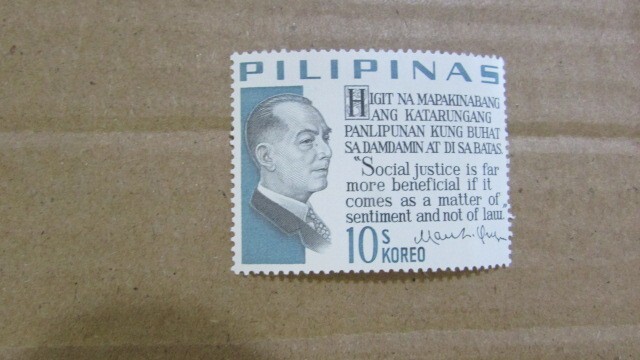 PILIPINAS
HIGIT NA MAPAKINABANG
ANG KATARUNGANG
PANLIPUNAN KUNG BUHAT
SA DAMDAMIN AT DI SA BATAS.
"Social justice is far
more beneficial if it
comes as a matter of
sentiment and not of law."
10s KOREO